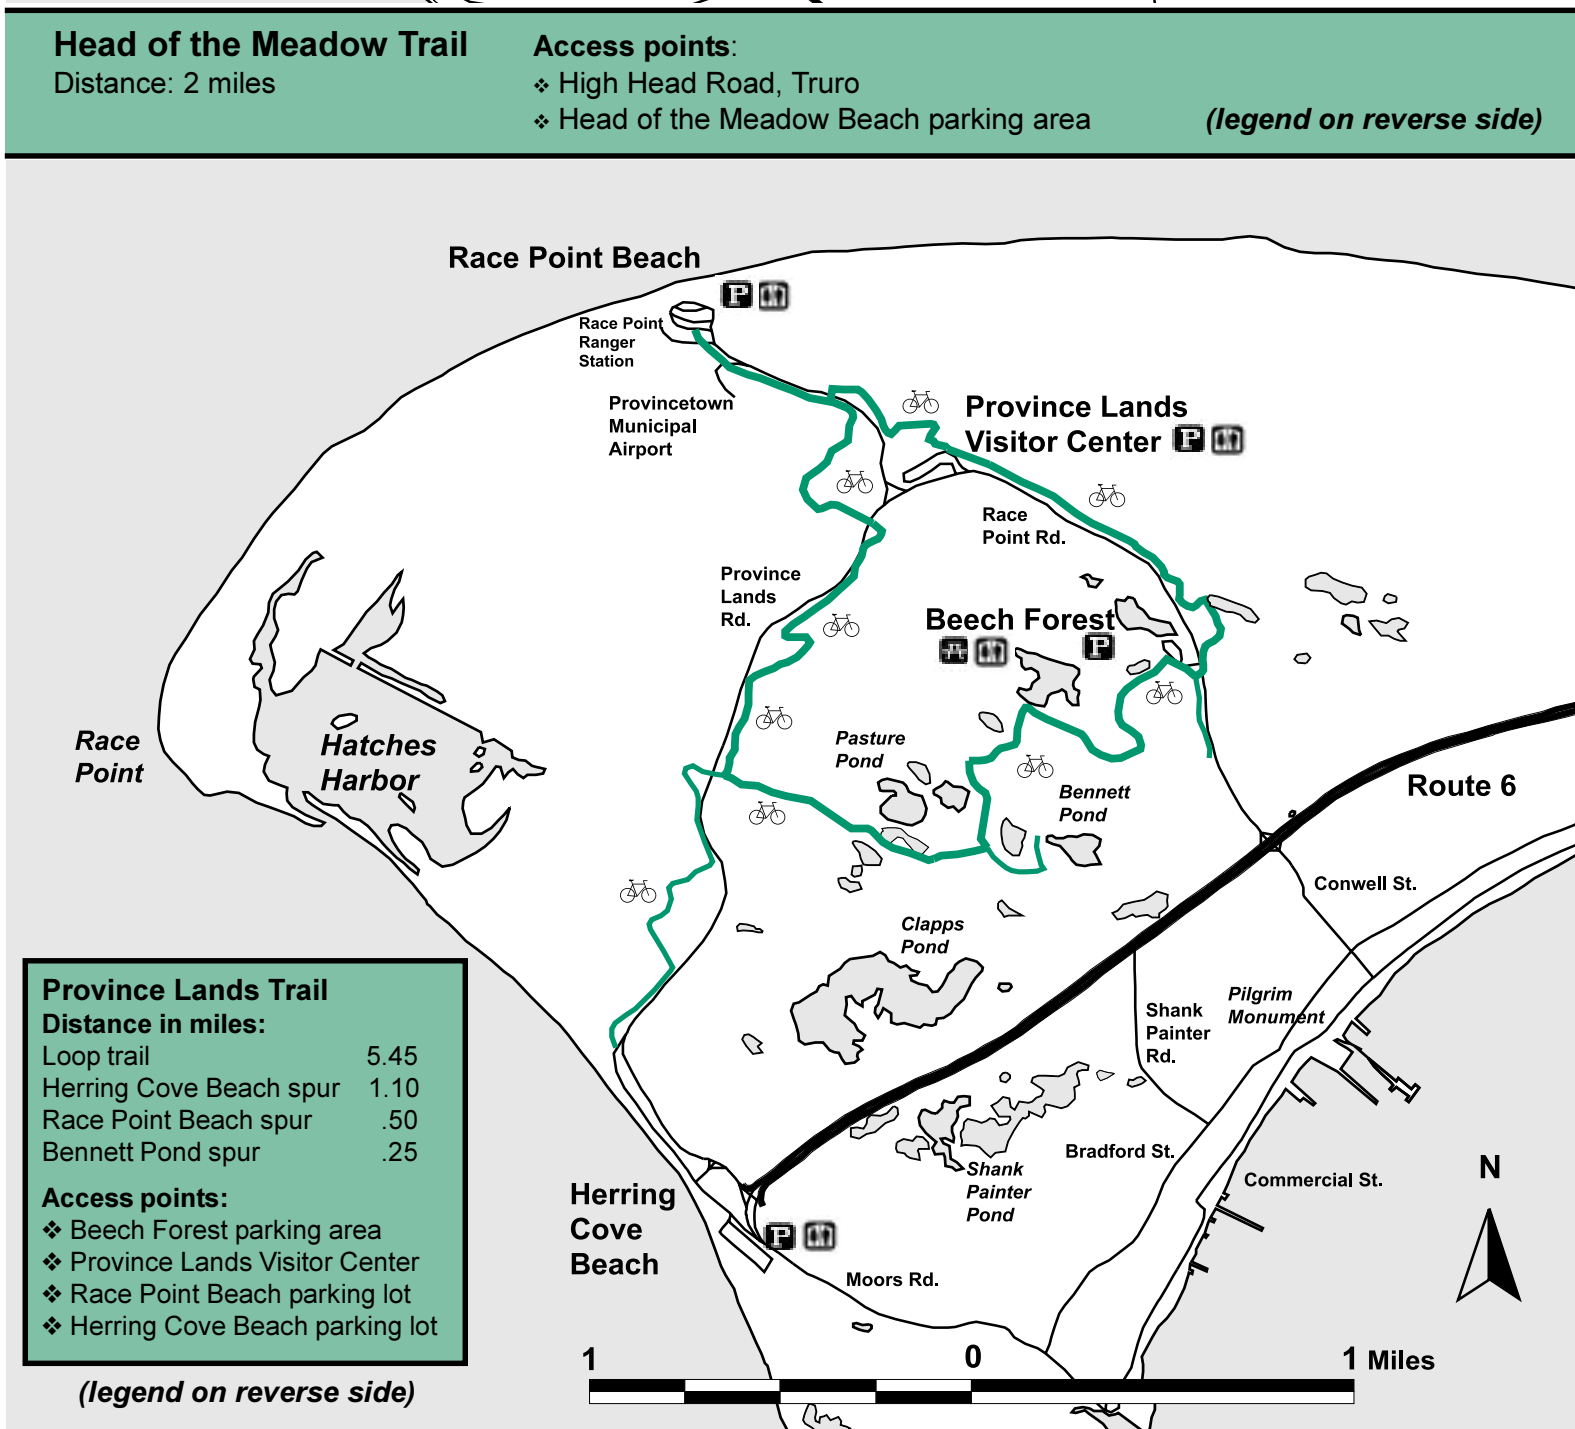 Head of the Meadow Trail
Distance: 2 miles
Access points:
❖ High Head Road, Truro
❖ Head of the Meadow Beach parking area
(legend on reverse side)
Race Point Beach
P
Race Point
Ranger
Station
Provincetown
Municipal
Airport
Province Lands
Visitor Center P
Race
Point Rd.
Province
Lands
Rd.
Beech Forest
P
Race
Point
Hatches
Harbor
Pasture
Pond
Bennett
Pond
Route 6
Conwell St.
Clapps
Pond
Shank
Painter
Rd.
Pilgrim
Monument
Province Lands Trail
Distance in miles:
Loop trail 5.45
Herring Cove Beach spur 1.10
Race Point Beach spur .50
Bennett Pond spur .25
Access points:
❖ Beech Forest parking area
❖ Province Lands Visitor Center
❖ Race Point Beach parking lot
❖ Herring Cove Beach parking lot
(legend on reverse side)
Bradford St.
Shank
Painter
Pond
Commercial St.
N
Herring
Cove
Beach
P
Moors Rd.
1 0 1 Miles